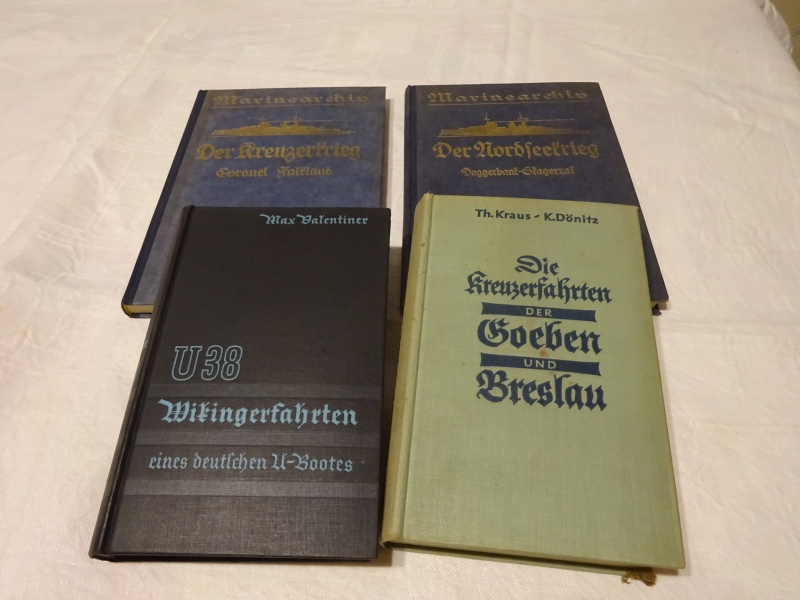 Marinearchiv
Der Kreuzerkrieg
Coronel Falkland
Marinearchiv
Der Nordseekrieg
Doggerbank-Skagerrak
Max Valentiner
U 38
Wikingerfahrten
eines deutschen U-Bootes
Th. Kraus - K. Dönitz
Die
Kreuzerfahrten
DER
Goeben
UND
Breslau